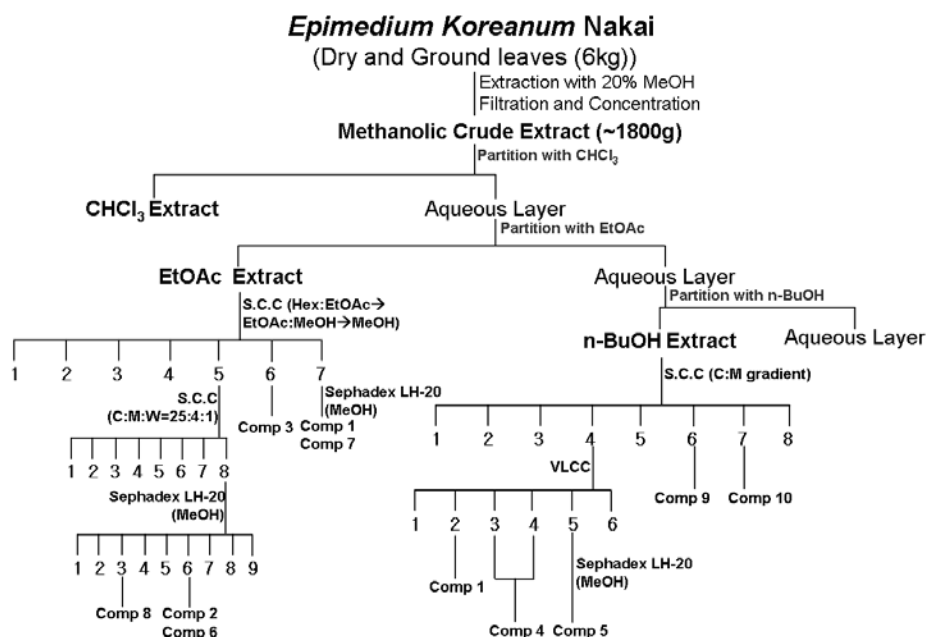 Epimedium Koreanum Nakai
(Dry and Ground leaves (6kg))
Extraction with 20% MeOH
Filtration and Concentration
Methanolic Crude Extract (~1800g)
Partition with CHCl₃
CHCl₃ Extract
Aqueous Layer
Partition with EtOAc
EtOAc Extract
Aqueous Layer
S.C.C (Hex:EtOAc→
EtOAc:MeOH→MeOH)
Partition with n-BuOH
n-BuOH Extract
Aqueous Layer
1 2 3 4 5 6 7
S.C.C (C:M gradient)
S.C.C
(C:M:W=25:4:1)
Comp 3
Sephadex LH-20
(MeOH)
Comp 1
Comp 7
1 2 3 4 5 6 7 8
1 2 3 4 5 6 7 8
VLCC
Comp 9
Comp 10
Sephadex LH-20
(MeOH)
1 2 3 4 5 6
1 2 3 4 5 6 7 8 9
Comp 1
Sephadex LH-20
(MeOH)
Comp 8
Comp 2
Comp 6
Comp 4
Comp 5